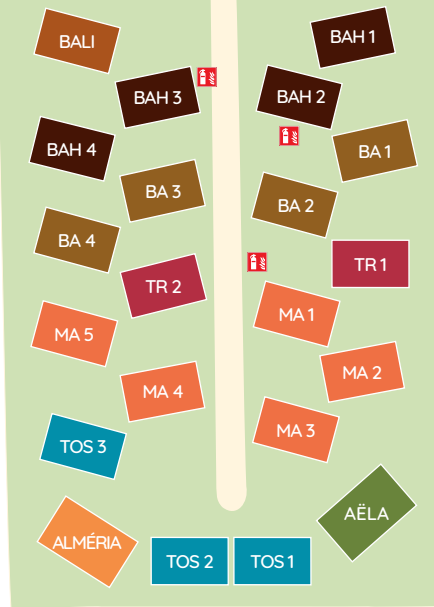 BALI
BAH 1
BAH 3
BAH 2
BAH 4
BA 1
BA 3
BA 2
BA 4
TR 1
TR 2
MA 1
MA 5
MA 2
MA 4
MA 3
TOS 3
AËLA
ALMÉRIA
TOS 2
TOS 1